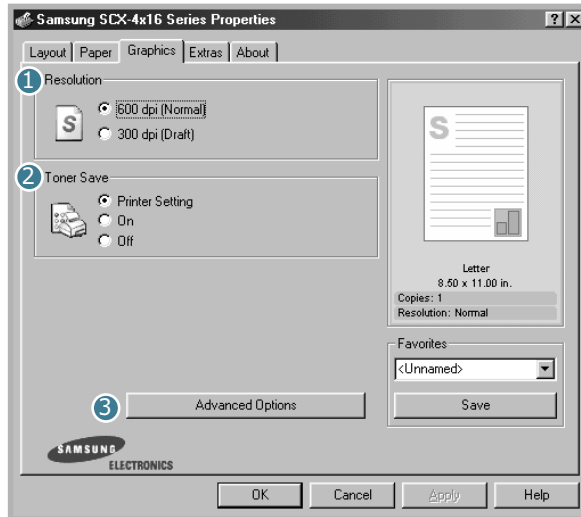 Samsung SCX-4x16 Series Properties
? X
Layout Paper Graphics Extras About
1 Resolution
S
600 dpi (Normal)
300 dpi (Draft)
2 Toner Save
Printer Setting
On
Off
S
Letter
8.50 x 11.00 in.
Copies: 1
Resolution: Normal
Favorites
<Unnamed>
3 Advanced Options
Save
SAMSUNG
ELECTRONICS
OK Cancel Apply Help